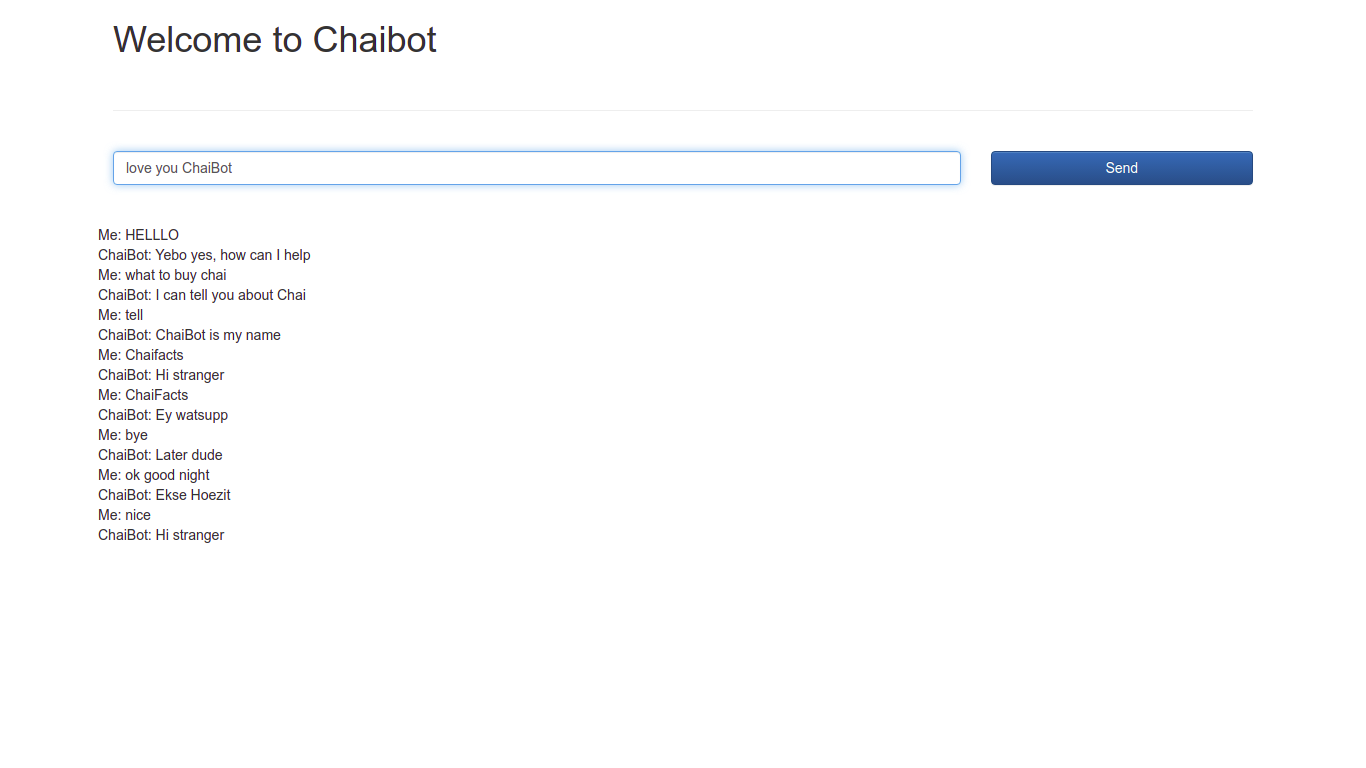 Welcome to Chaibot
love you ChaiBot
Send
Me: HELLLO
ChaiBot: Yebo yes, how can I help
Me: what to buy chai
ChaiBot: I can tell you about Chai
Me: tell
ChaiBot: ChaiBot is my name
Me: Chaifacts
ChaiBot: Hi stranger
Me: ChaiFacts
ChaiBot: Ey watsupp
Me: bye
ChaiBot: Later dude
Me: ok good night
ChaiBot: Ekse Hoezit
Me: nice
ChaiBot: Hi stranger